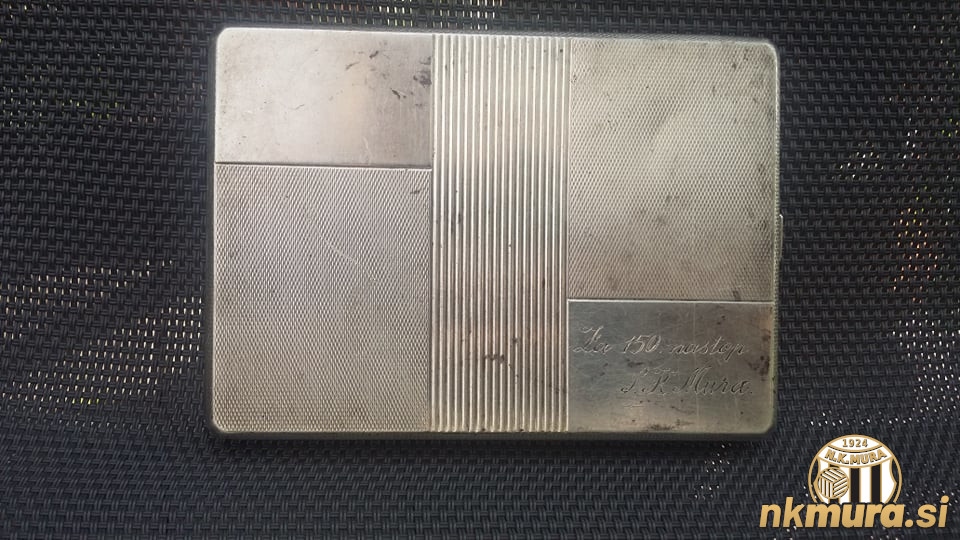 Za 150. nastop
S.K. Mura.
1924
N.K. MURA
nkmura.si